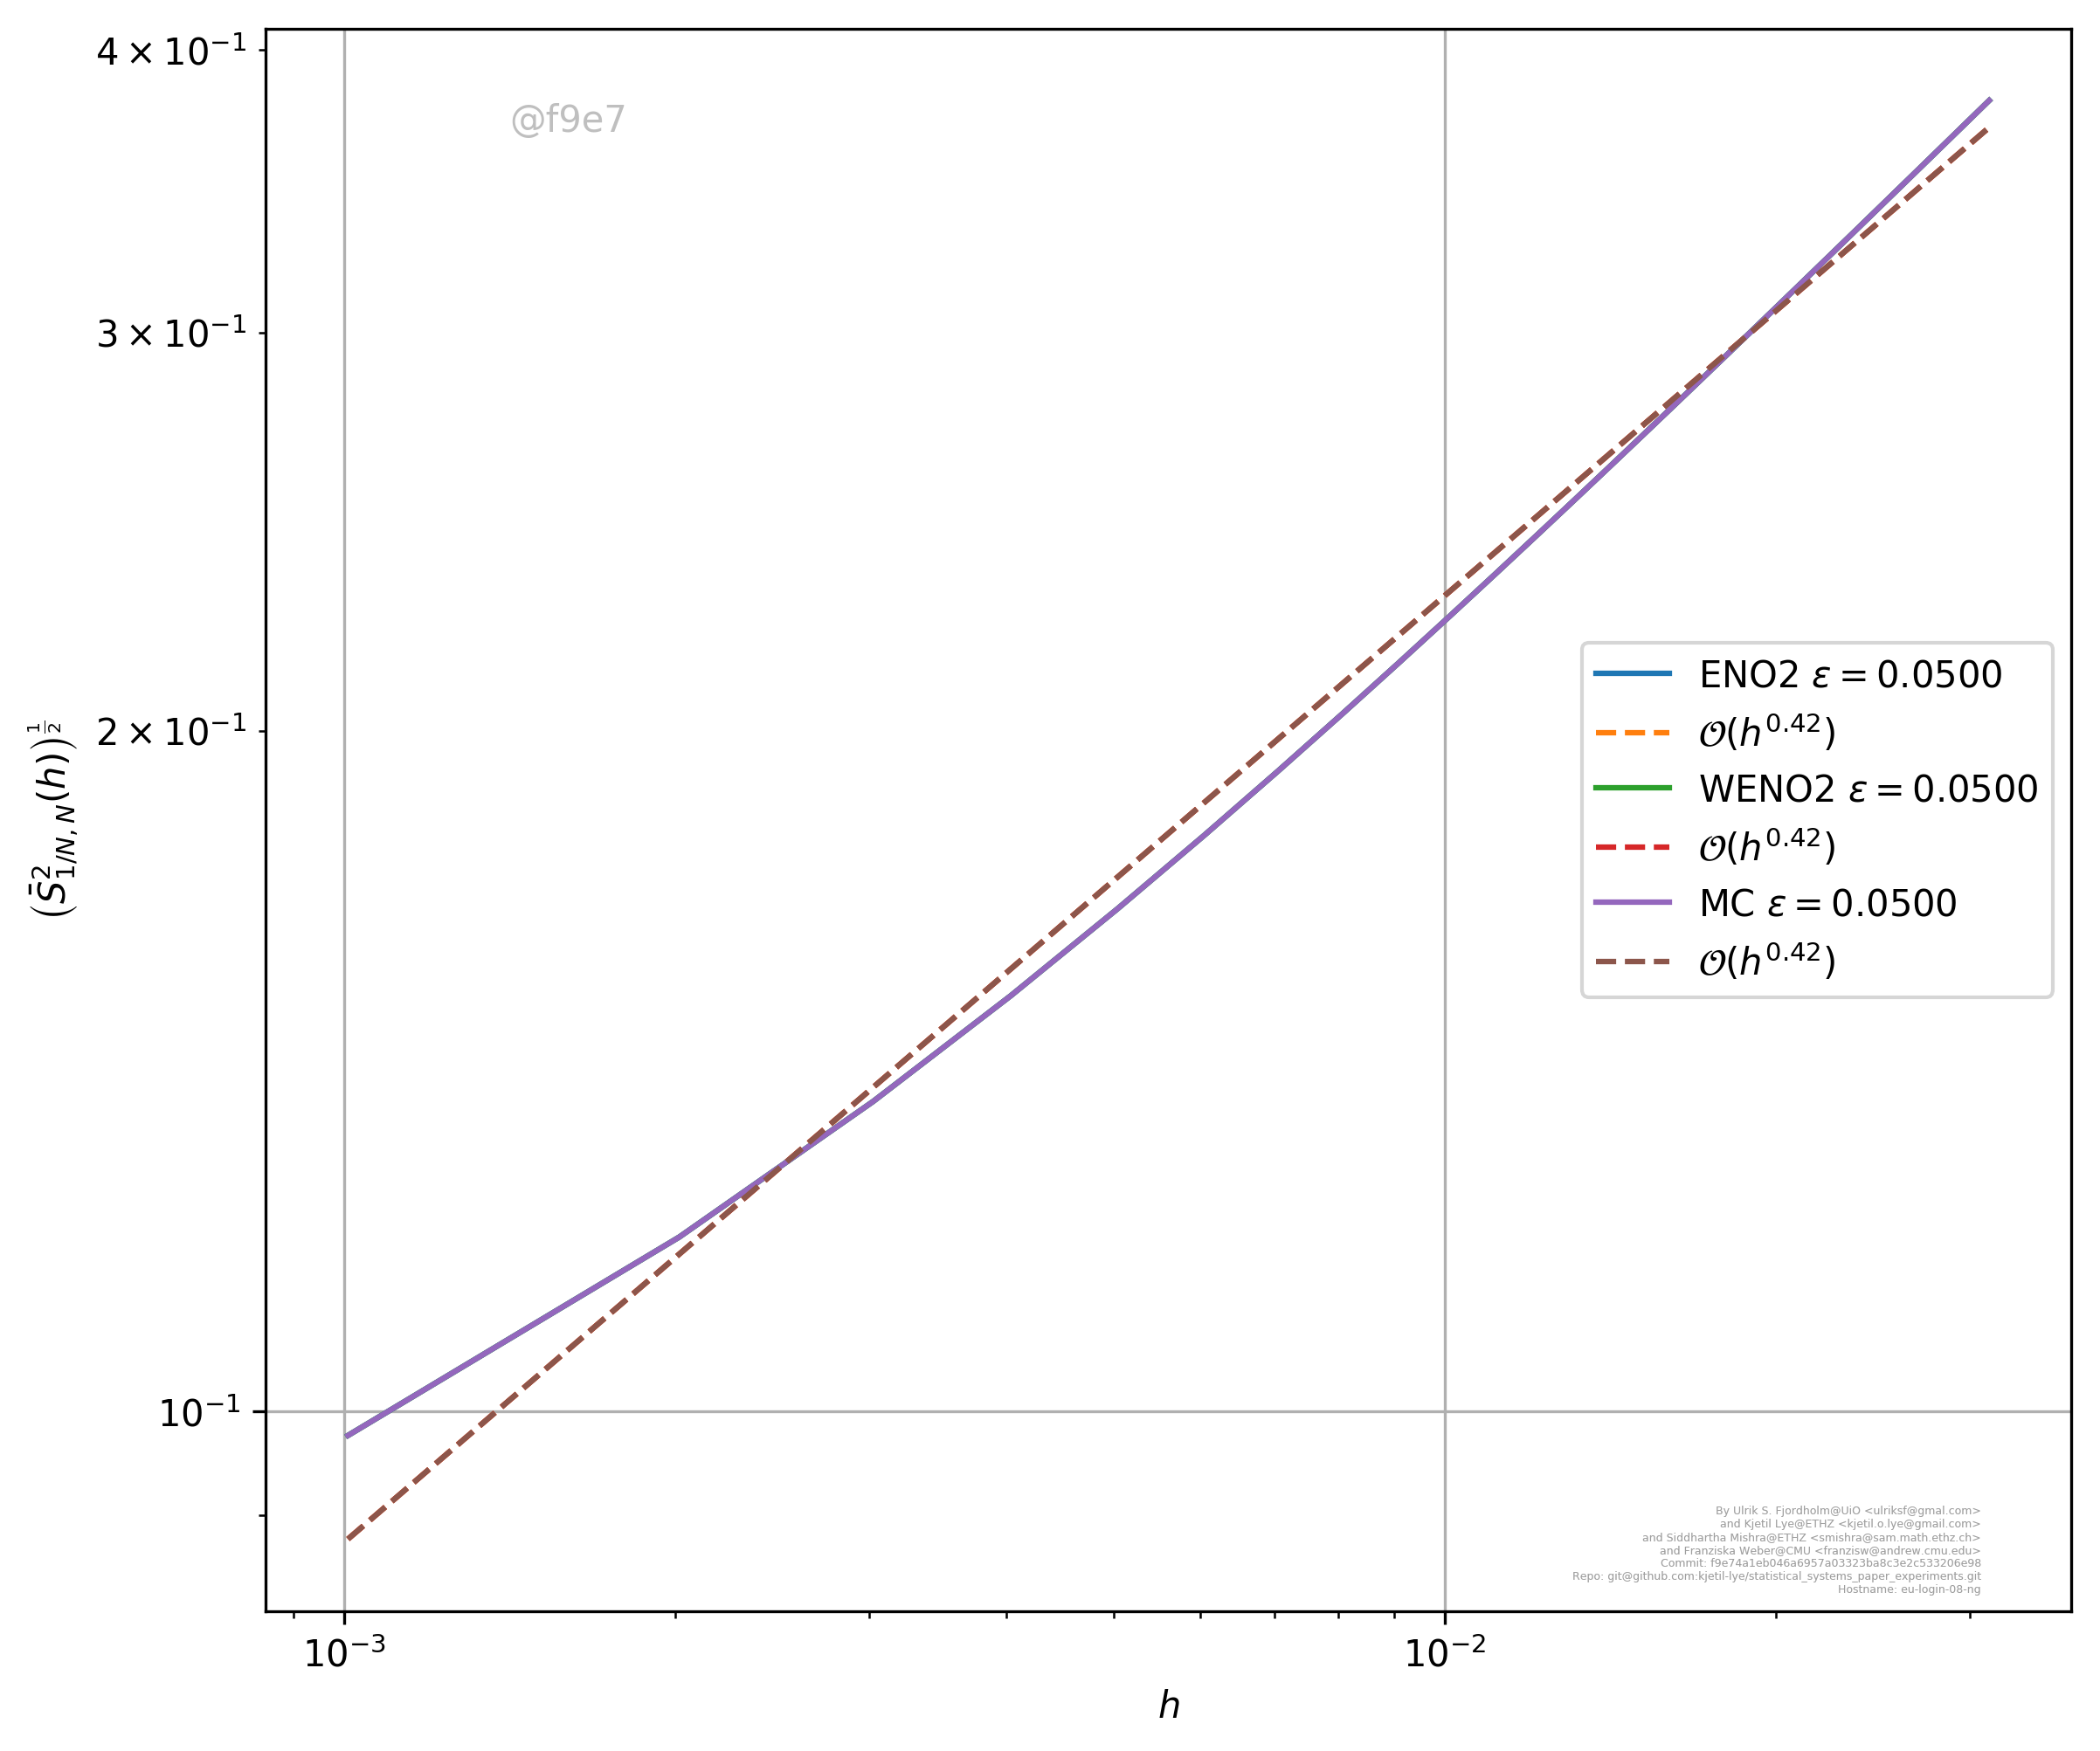 4 × 10⁻¹
@f9e7
3 × 10⁻¹
2 × 10⁻¹
10⁻¹
(S̄²₁/N,N(h))^½
ENO2 ε = 0.0500
𝒪(h^0.42)
WENO2 ε = 0.0500
𝒪(h^0.42)
MC ε = 0.0500
𝒪(h^0.42)
By Ulrik S. Fjordholm@UiO <ulriksf@gmal.com>
and Kjetil Lye@ETHZ <kjetil.o.lye@gmail.com>
and Siddhartha Mishra@ETHZ <smishra@sam.math.ethz.ch>
and Franziska Weber@CMU <franzisw@andrew.cmu.edu>
Commit: f9e74a1eb046a6957a03323ba8c3e2c533206e98
Repo: git@github.com:kjetil-lye/statistical_systems_paper_experiments.git
Hostname: eu-login-08-ng
10⁻³
10⁻²
h